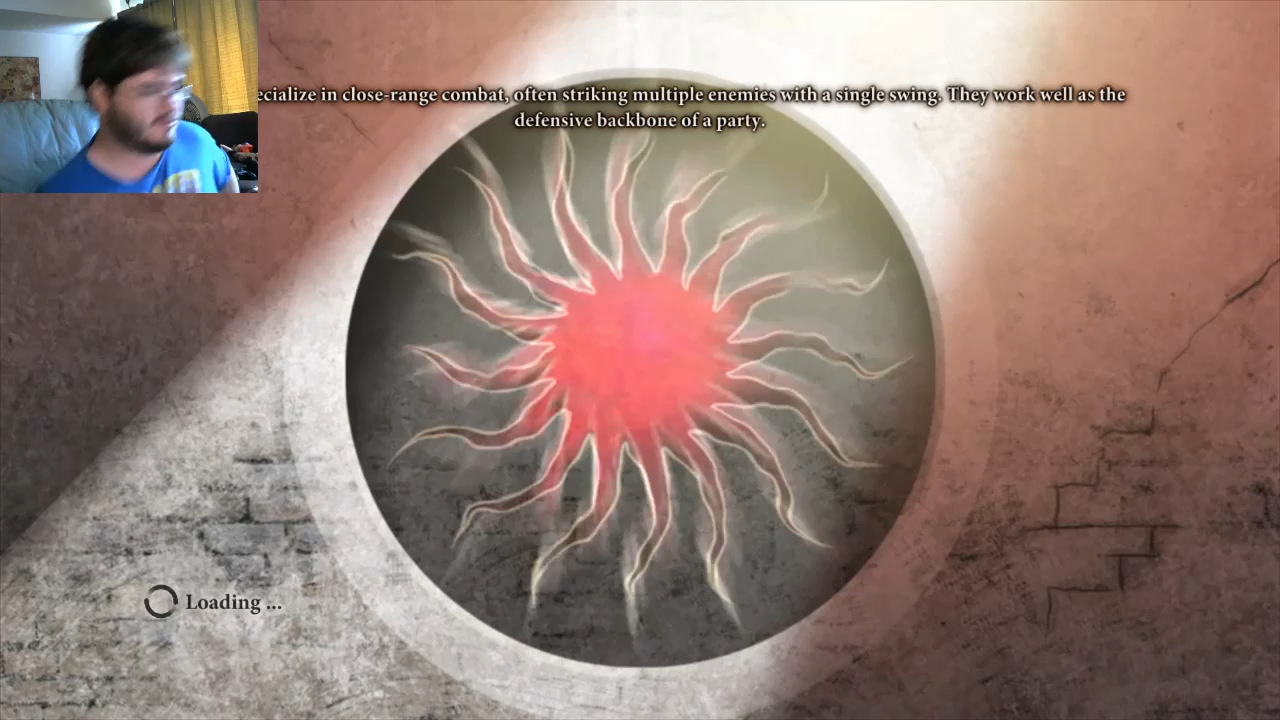 ecialize in close-range combat, often striking multiple enemies with a single swing. They work well as the
defensive backbone of a party.
Loading ...